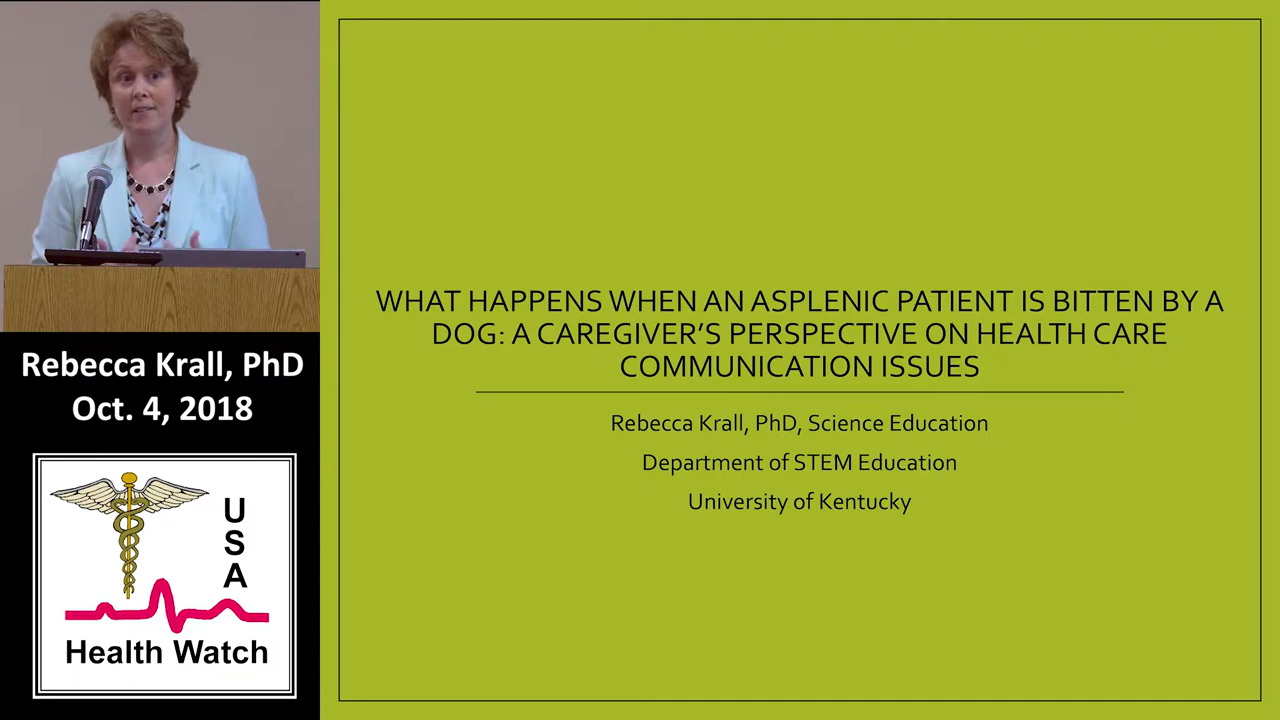 Rebecca Krall, PhD
Oct. 4, 2018
U
S
A
Health Watch
WHAT HAPPENS WHEN AN ASPLENIC PATIENT IS BITTEN BY A
DOG: A CAREGIVER’S PERSPECTIVE ON HEALTH CARE
COMMUNICATION ISSUES
Rebecca Krall, PhD, Science Education
Department of STEM Education
University of Kentucky